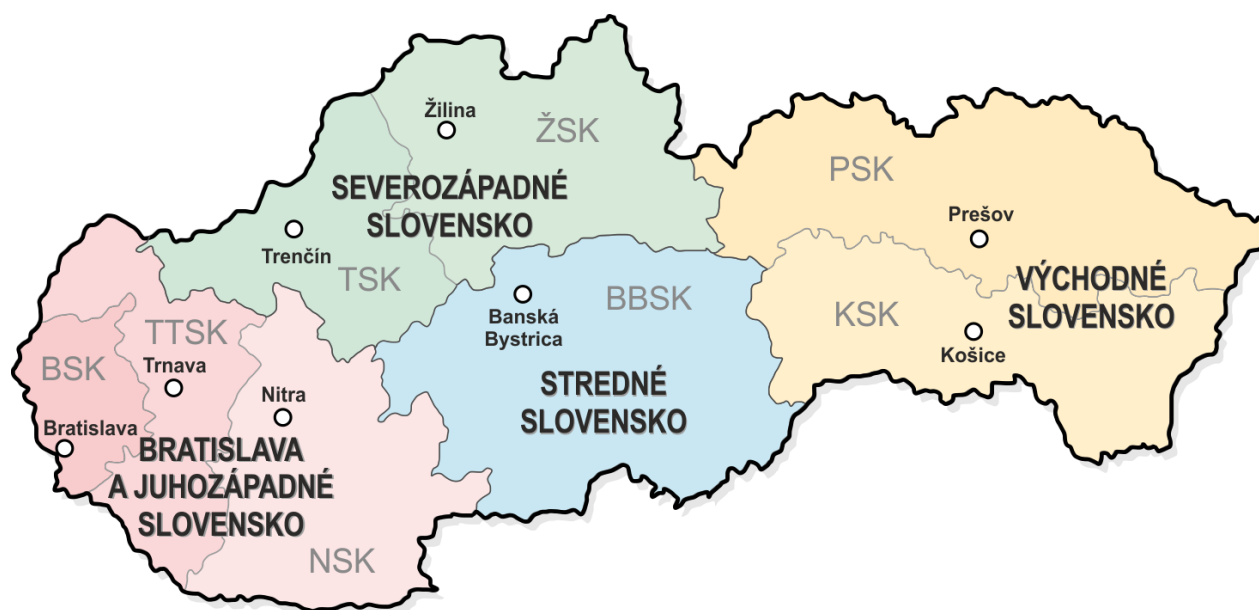 Žilina
ŽSK
PSK
SEVEROZÁPADNÉ
SLOVENSKO
Prešov
Trenčín
TSK
VÝCHODNÉ
SLOVENSKO
BBSK
Banská
Bystrica
KSK
Košice
TTSK
BSK
Trnava
Nitra
STREDNÉ
SLOVENSKO
Bratislava
BRATISLAVA
A JUHOZÁPADNÉ
SLOVENSKO
NSK